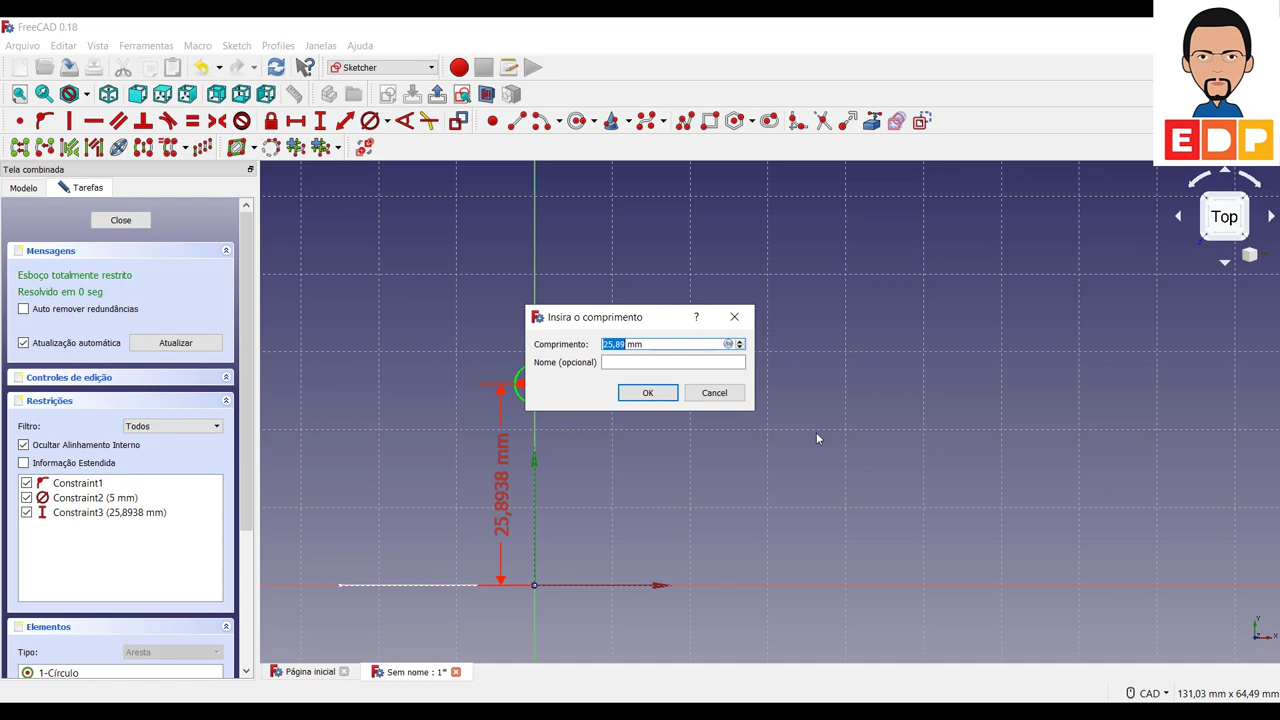 FreeCAD 0.18
Arquivo Editar Vista Ferramentas Macro Sketch Profiles Janelas Ajuda
Sketcher
EDP
Tela combinada
Modelo Tarefas
Close
Top
Mensagens
Esboço totalmente restrito
Resolvido em 0 seg
Auto remover redundâncias
Atualização automática Atualizar
Insira o comprimento ?
Comprimento: 25,89 mm
Nome (opcional)
OK Cancel
Controles de edição
Restrições
Filtro: Todos
Ocultar Alinhamento Interno
Informação Estendida
Constraint1
Constraint2 (5 mm)
Constraint3 (25,8938 mm)
25,8938 mm
Elementos
Tipo: Aresta
1-Círculo
Y
Z X
Página inicial Sem nome : 1*
CAD 131,03 mm x 64,49 mm